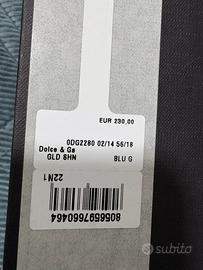 EUR 230,00
0DG2280 02/14 56/18
Dolce & Ga
GLD SHN BLU G
22N1
8056597660464
subito